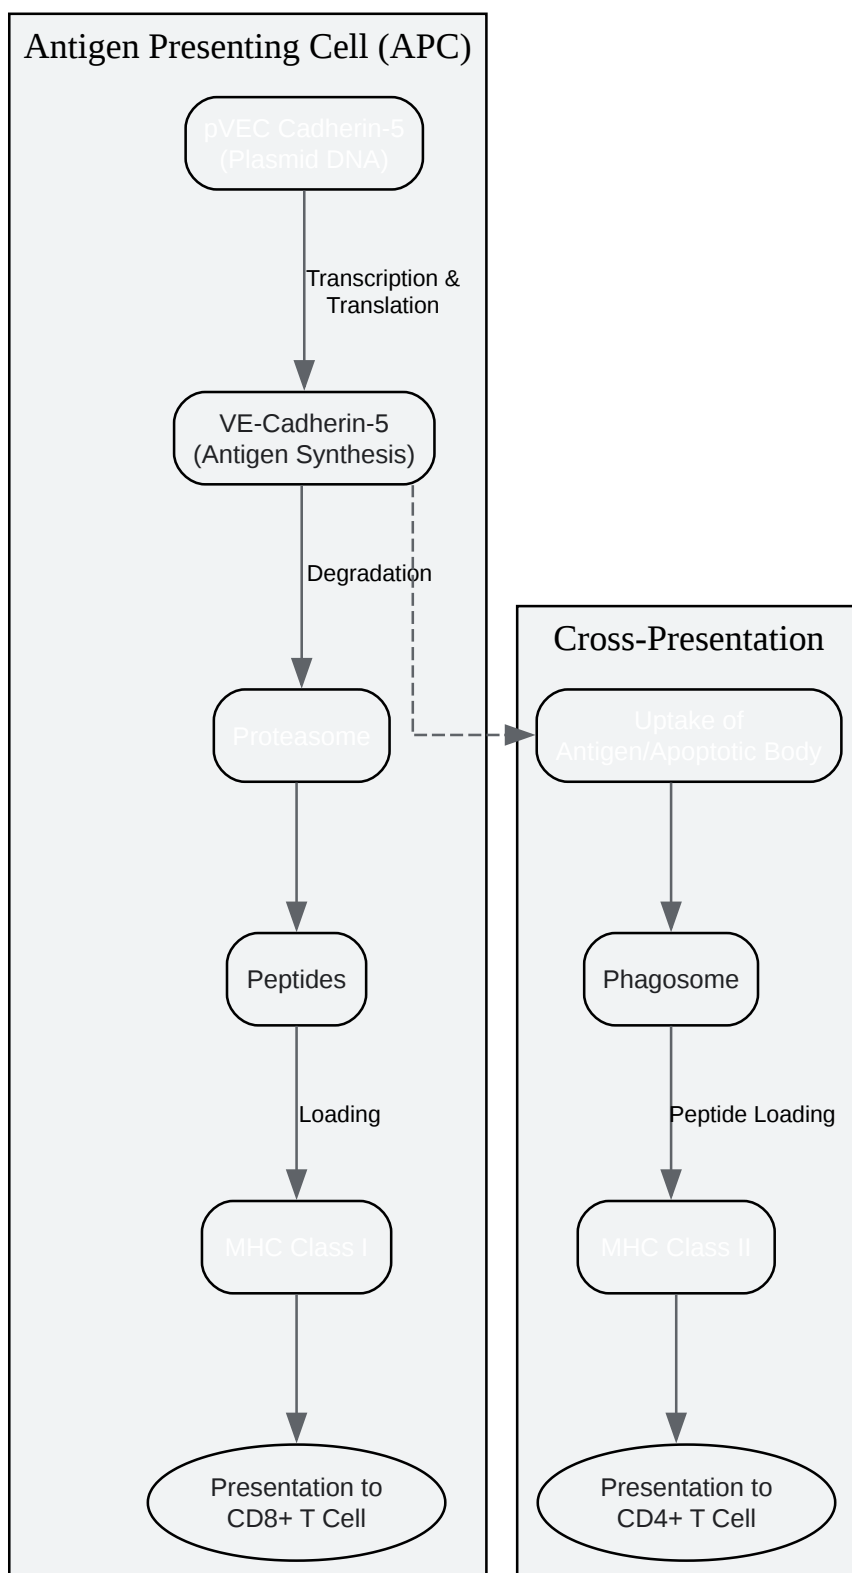 Antigen Presenting Cell (APC)
pVEC Cadherin-5
(Plasmid DNA)
Transcription &
Translation
VE-Cadherin-5
(Antigen Synthesis)
Degradation
Proteasome
Peptides
Loading
MHC Class I
Presentation to
CD8+ T Cell
Cross-Presentation
Uptake of
Antigen/Apoptotic Body
Phagosome
Peptide Loading
MHC Class II
Presentation to
CD4+ T Cell